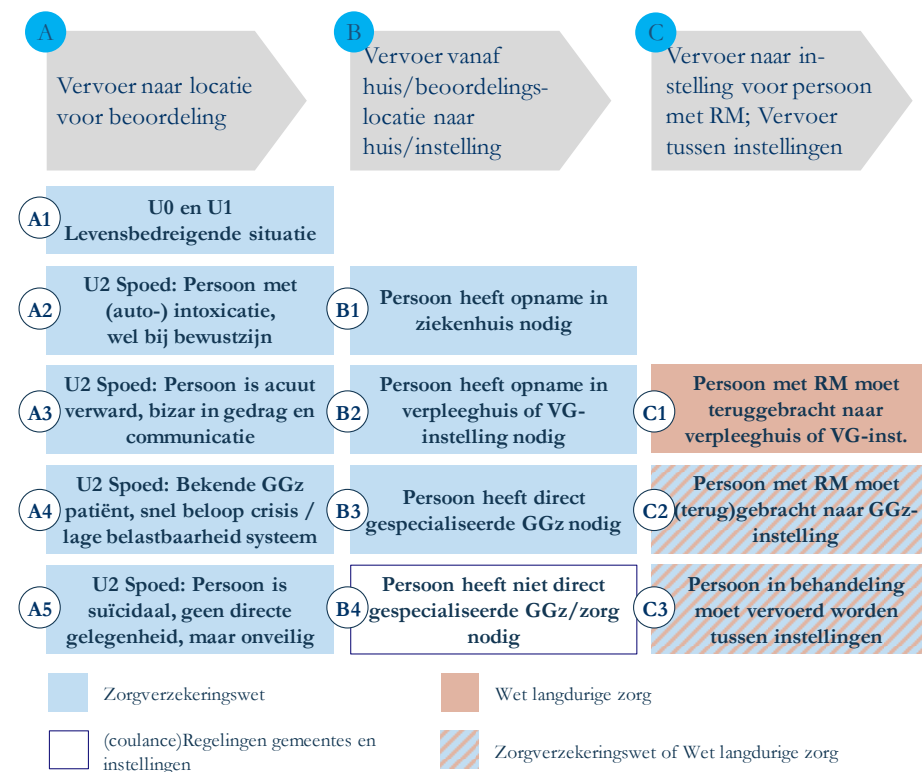 A
Vervoer naar locatie
voor beoordeling
B
Vervoer vanaf
huis/beoordelings-
locatie naar
huis/instelling
C
Vervoer naar in-
stelling voor persoon
met RM; Vervoer
tussen instellingen
A1
U0 en U1
Levensbedreigende situatie
A2
U2 Spoed: Persoon met
(auto-) intoxicatie,
wel bij bewustzijn
B1
Persoon heeft opname in
ziekenhuis nodig
A3
U2 Spoed: Persoon is acuut
verward, bizar in gedrag en
communicatie
B2
Persoon heeft opname in
verpleeghuis of VG-
instelling nodig
C1
Persoon met RM moet
teruggebracht naar
verpleeghuis of VG-inst.
A4
U2 Spoed: Bekende GGz
patiënt, snel beloop crisis /
lage belastbaarheid systeem
B3
Persoon heeft direct
gespecialiseerde GGz nodig
C2
Persoon met RM moet
(terug)gebracht naar GGz-
instelling
A5
U2 Spoed: Persoon is
suïcidaal, geen directe
gelegenheid, maar onveilig
B4
Persoon heeft niet direct
gespecialiseerde GGz/zorg
nodig
C3
Persoon in behandeling
moet vervoerd worden
tussen instellingen
Zorgverzekeringswet
Wet langdurige zorg
(coulance)Regelingen gemeentes en
instellingen
Zorgverzekeringswet of Wet langdurige zorg